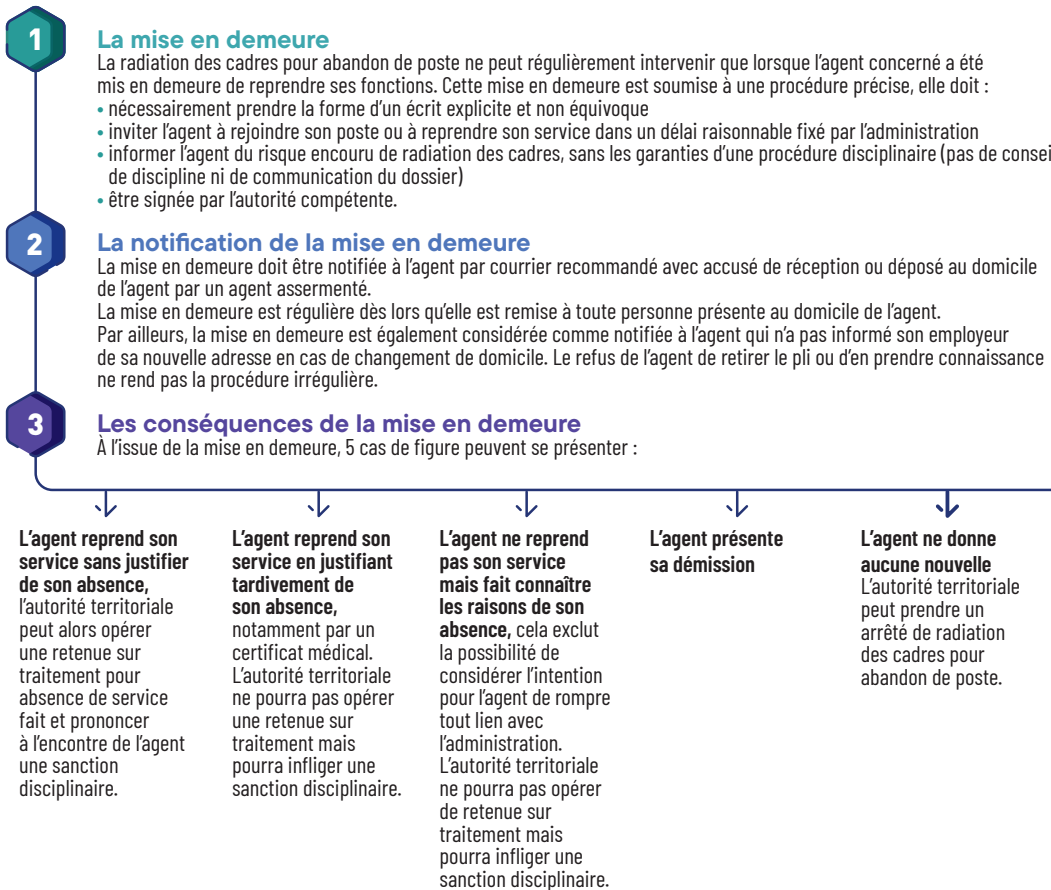 1
La mise en demeure
La radiation des cadres pour abandon de poste ne peut régulièrement intervenir que lorsque l’agent concerné a été
mis en demeure de reprendre ses fonctions. Cette mise en demeure est soumise à une procédure précise, elle doit :
• nécessairement prendre la forme d’un écrit explicite et non équivoque
• inviter l’agent à rejoindre son poste ou à reprendre son service dans un délai raisonnable fixé par l’administration
• informer l’agent du risque encouru de radiation des cadres, sans les garanties d’une procédure disciplinaire (pas de consei
de discipline ni de communication du dossier)
• être signée par l’autorité compétente.
2
La notification de la mise en demeure
La mise en demeure doit être notifiée à l’agent par courrier recommandé avec accusé de réception ou déposé au domicile
de l’agent par un agent assermenté.
La mise en demeure est régulière dès lors qu’elle est remise à toute personne présente au domicile de l’agent.
Par ailleurs, la mise en demeure est également considérée comme notifiée à l’agent qui n’a pas informé son employeur
de sa nouvelle adresse en cas de changement de domicile. Le refus de l’agent de retirer le pli ou d’en prendre connaissance
ne rend pas la procédure irrégulière.
3
Les conséquences de la mise en demeure
À l’issue de la mise en demeure, 5 cas de figure peuvent se présenter :
L’agent reprend son
service sans justifier
de son absence,
l’autorité territoriale
peut alors opérer
une retenue sur
traitement pour
absence de service
fait et prononcer
à l’encontre de l’agent
une sanction
disciplinaire.
L’agent reprend son
service en justifiant
tardivement de
son absence,
notamment par un
certificat médical.
L’autorité territoriale
ne pourra pas opérer
une retenue sur
traitement mais
pourra infliger une
sanction disciplinaire.
L’agent ne reprend
pas son service
mais fait connaître
les raisons de son
absence, cela exclut
la possibilité de
considérer l’intention
pour l’agent de rompre
tout lien avec
l’administration.
L’autorité territoriale
ne pourra pas opérer
de retenue sur
traitement mais
pourra infliger une
sanction disciplinaire.
L’agent présente
sa démission
L’agent ne donne
aucune nouvelle
L’autorité territoriale
peut prendre un
arrêté de radiation
des cadres pour
abandon de poste.